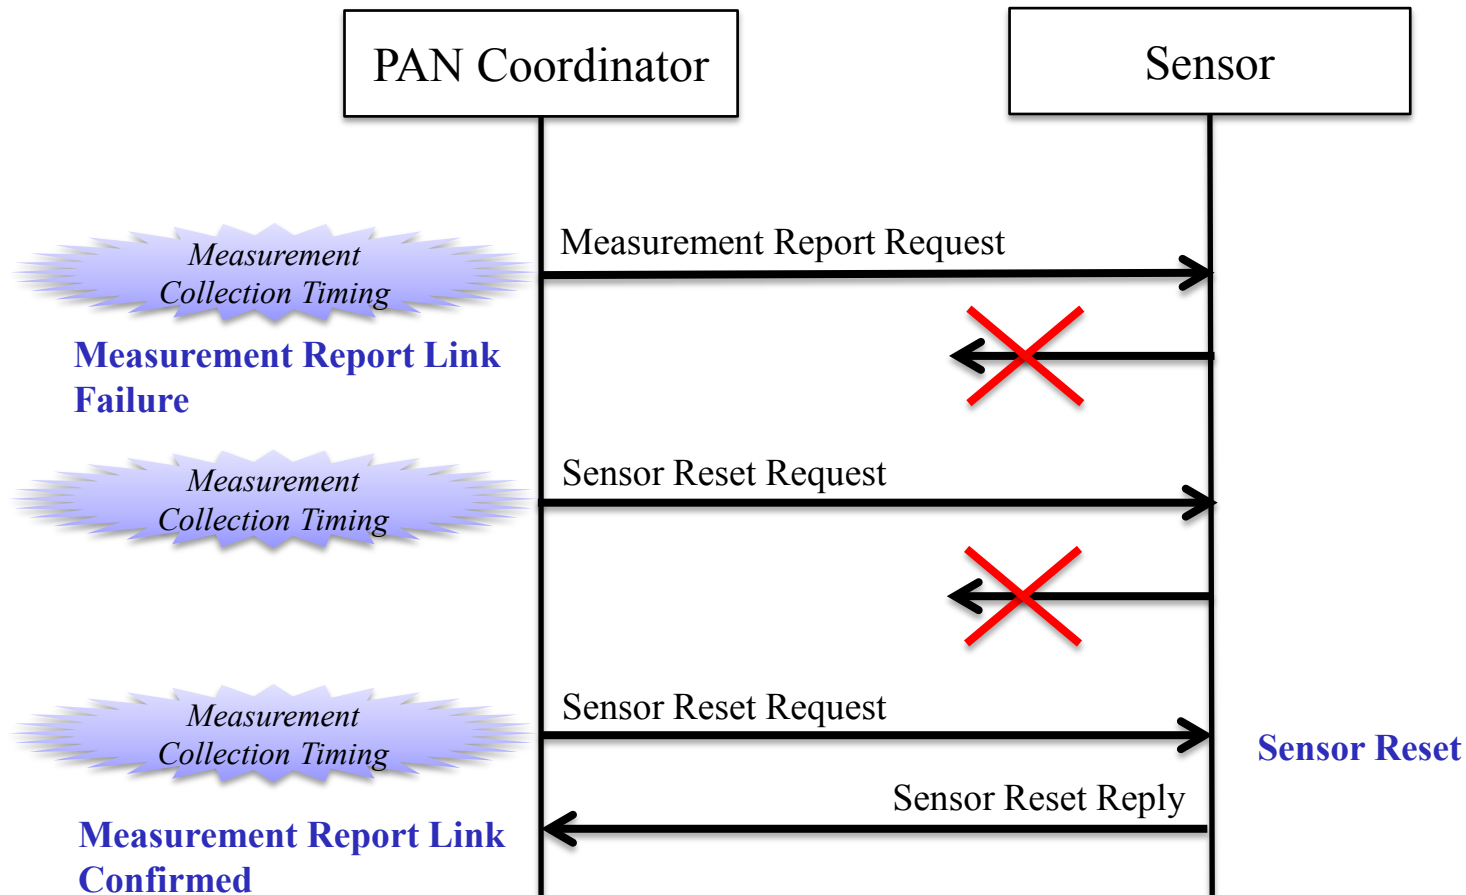 PAN Coordinator
Sensor
Measurement
Collection Timing
Measurement Report Request
Measurement Report Link
Failure
Measurement
Collection Timing
Sensor Reset Request
Measurement
Collection Timing
Sensor Reset Request
Sensor Reset
Sensor Reset Reply
Measurement Report Link
Confirmed